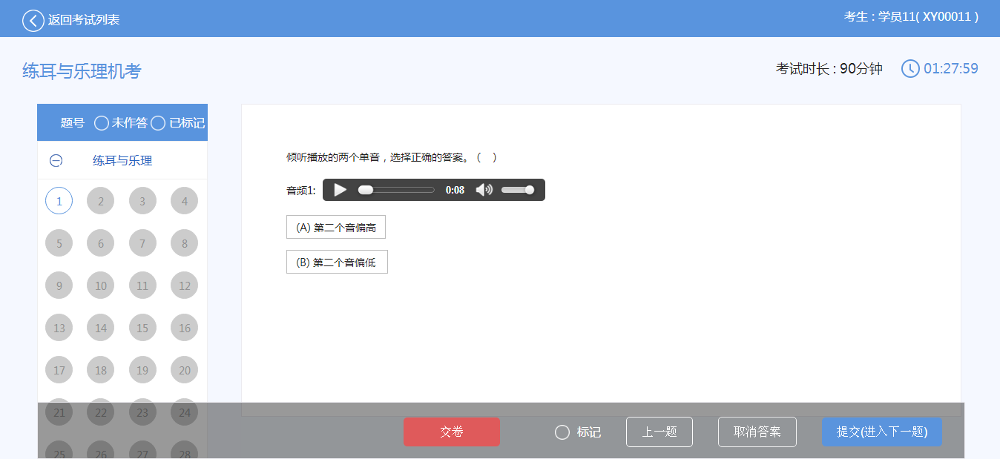 返回考试列表
考生 : 学员11( XY00011 )
练耳与乐理机考
考试时长 : 90分钟 01:27:59
题号 未作答 已标记
练耳与乐理
1 2 3 4
5 6 7 8
9 10 11 12
13 14 15 16
17 18 19 20
21 22 23 24
25 26 27 28
倾听播放的两个单音，选择正确的答案。（ ）
音频1: 0:08
(A) 第二个音偏高
(B) 第二个音偏低
交卷 标记 上一题 取消答案 提交(进入下一题)